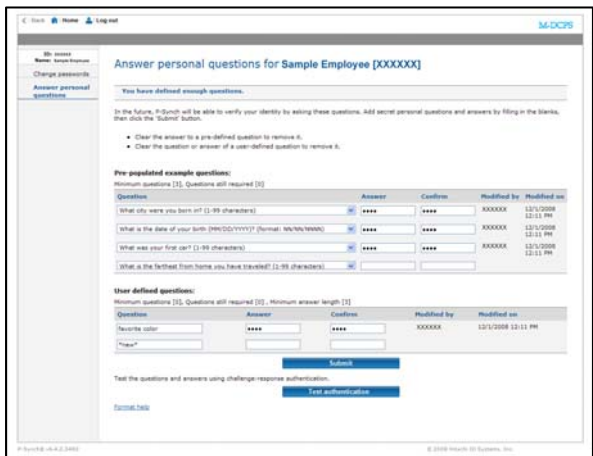 < Back Home Log out
M-DCPS
ID: XXXXXX
Name: Sample Employee
Change passwords
Answer personal
questions
Answer personal questions for Sample Employee [XXXXXX]
You have defined enough questions.
In the future, P-Synch will be able to verify your identity by asking these questions. Add secret personal questions and answers by filling in the blanks,
then click the 'Submit' button.
• Clear the answer to a pre-defined question to remove it.
• Clear the question or answer of a user-defined question to remove it.
Pre-populated example questions:
Minimum questions [3], Questions still required [0]
Question Answer Confirm Modified by Modified on
What city were you born in? (1-99 characters) •••• •••• XXXXXX 12/1/2008
12:11 PM
What is the date of your birth (MM/DD/YYYY)? (format: NN/NN/NNNN) •••• •••• XXXXXX 12/1/2008
12:11 PM
What was your first car? (1-99 characters) •••• •••• XXXXXX 12/1/2008
12:11 PM
What is the farthest from home you have traveled? (1-99 characters)
User defined questions:
Minimum questions [0], Questions still required [0] , Minimum answer length [3]
Question Answer Confirm Modified by Modified on
favorite color •••• •••• XXXXXX 12/1/2008 12:11 PM
*new*
Submit
Test the questions and answers using challenge-response authentication.
Test authentication
Format help
© 2008 Hitachi ID Systems, Inc.